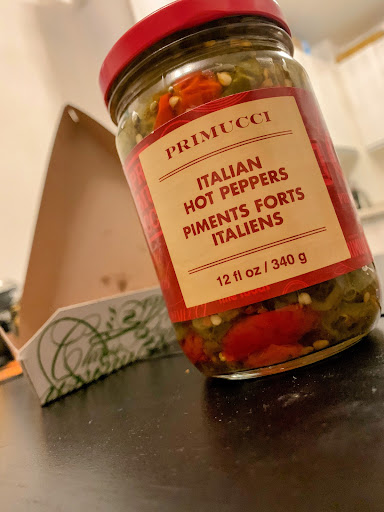 PRIMUCCI
ITALIAN
HOT PEPPERS
PIMENTS FORTS
ITALIENS
12 fl oz / 340 g